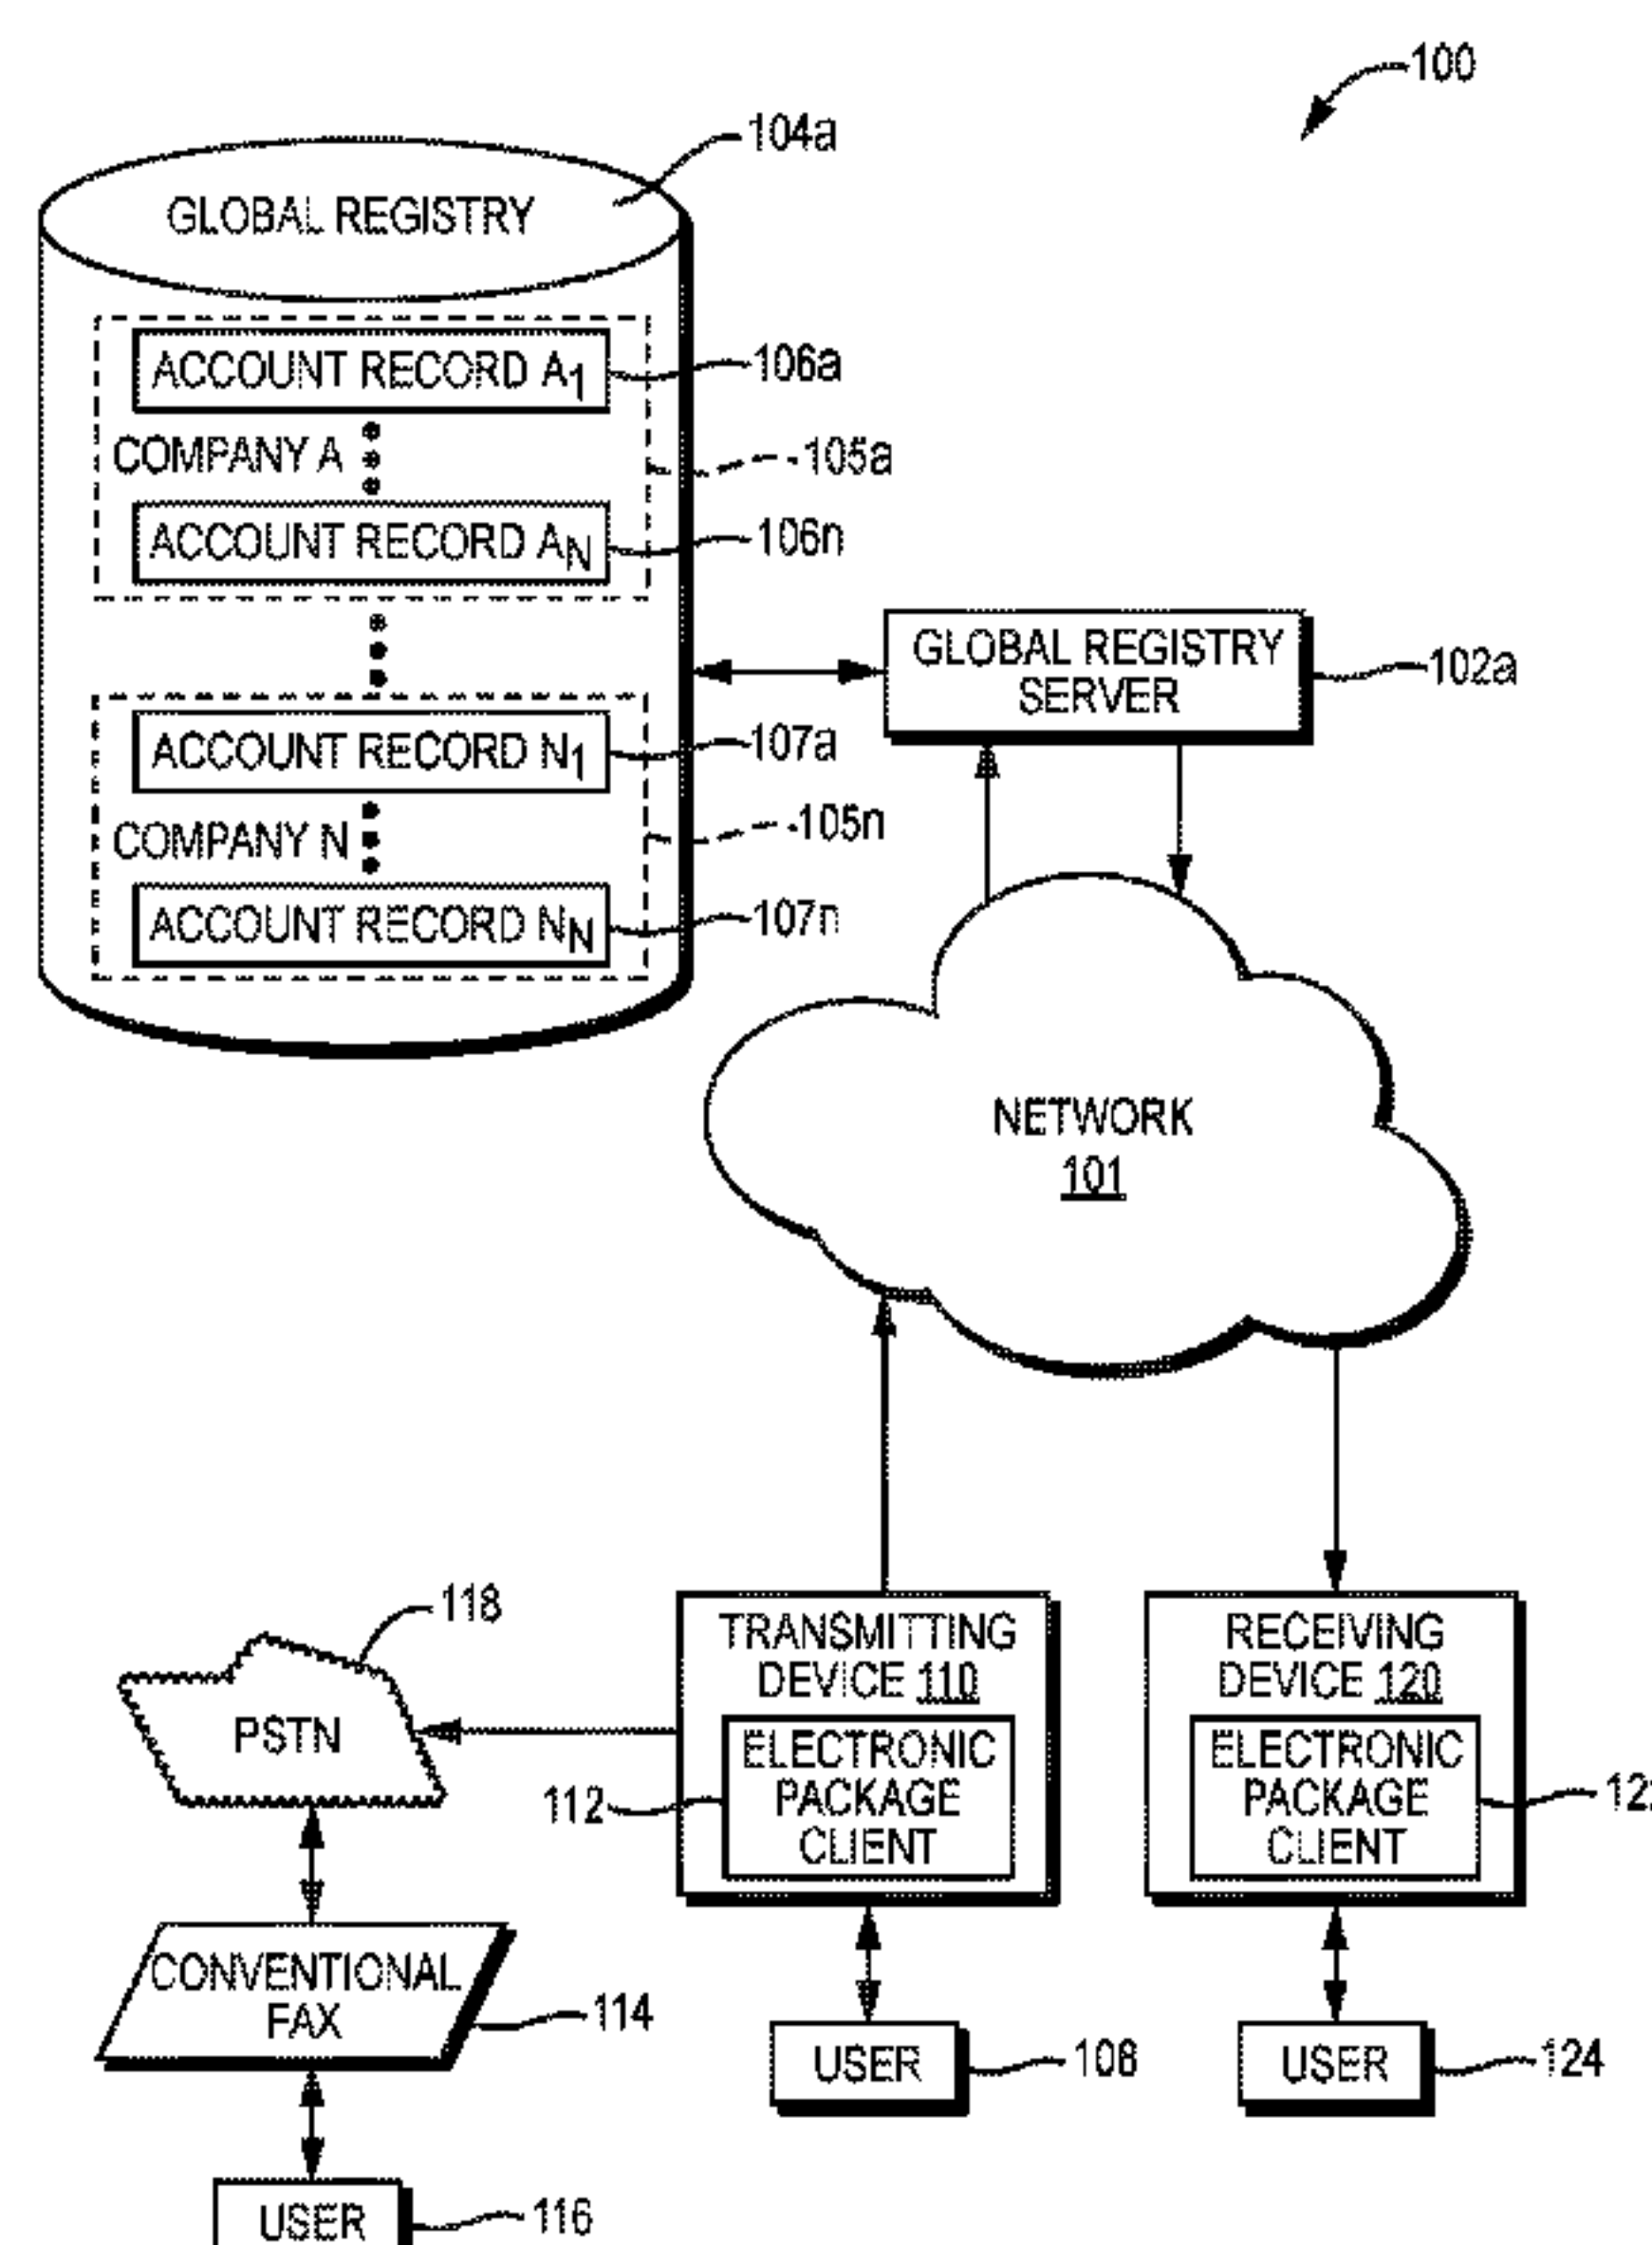 100
104a
GLOBAL REGISTRY
ACCOUNT RECORD A1
106a
COMPANY A
105a
ACCOUNT RECORD AN
106n
GLOBAL REGISTRY
SERVER
102a
ACCOUNT RECORD N1
107a
COMPANY N
105n
ACCOUNT RECORD NN
107n
NETWORK
101
118
PSTN
TRANSMITTING
DEVICE 110
ELECTRONIC
PACKAGE
CLIENT
112
RECEIVING
DEVICE 120
ELECTRONIC
PACKAGE
CLIENT
CONVENTIONAL
FAX
114
USER
108
USER
124
USER
116